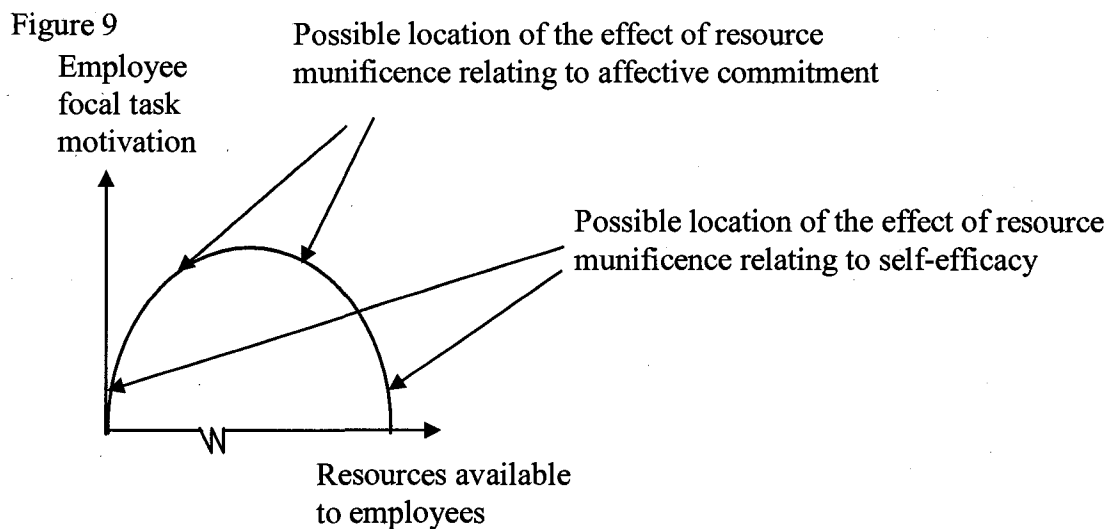 Figure 9
Employee
focal task
motivation
Possible location of the effect of resource
munificence relating to affective commitment
Possible location of the effect of resource
munificence relating to self-efficacy
Resources available
to employees